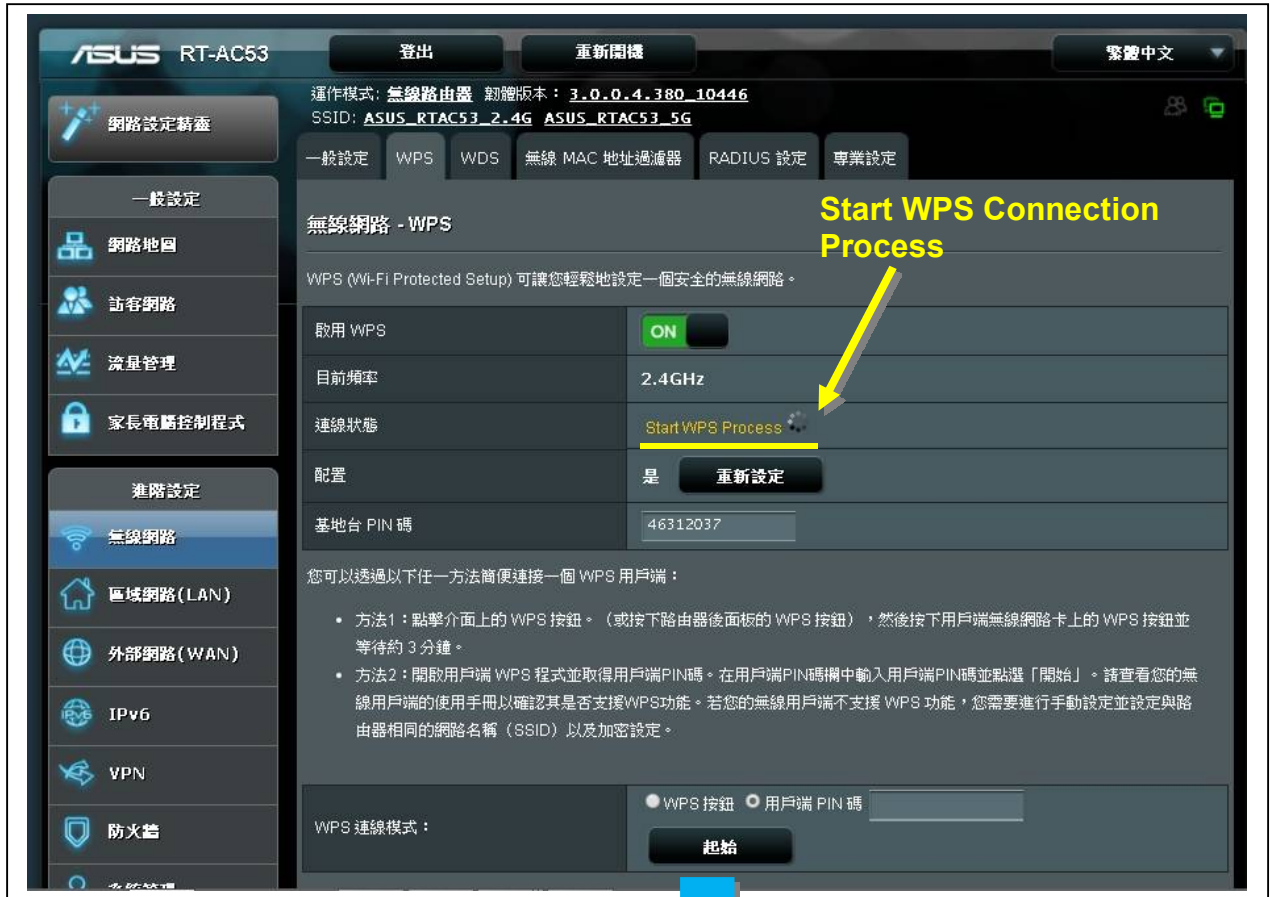 ASUS RT-AC53 登出 重新開機 繁體中文
運作模式: 無線路由器 韌體版本: 3.0.0.4.380_10446
SSID: ASUS_RTAC53_2.4G ASUS_RTAC53_5G
網路設定精靈
一般設定 WPS WDS 無線 MAC 地址過濾器 RADIUS 設定 專業設定
一般設定
網路地圖
訪客網路
流量管理
家長電腦控制程式
進階設定
無線網路
區域網路(LAN)
外部網路(WAN)
IPv6
VPN
防火牆
系統管理
無線網路 - WPS
Start WPS Connection
Process
WPS (Wi-Fi Protected Setup) 可讓您輕鬆地設定一個安全的無線網路。
啟用 WPS ON
目前頻率 2.4GHz
連線狀態 Start WPS Process
配置 是 重新設定
基地台 PIN 碼 46312037
您可以透過以下任一方法簡便連接一個 WPS 用戶端：
• 方法1：點擊介面上的 WPS 按鈕。（或按下路由器後面板的 WPS 按鈕），然後按下用戶端無線網路卡上的 WPS 按鈕並
等待約 3 分鐘。
• 方法2：開啟用戶端 WPS 程式並取得用戶端PIN碼。在用戶端PIN碼欄中輸入用戶端PIN碼並點選「開始」。請查看您的無
線用戶端的使用手冊以確認其是否支援WPS功能。若您的無線用戶端不支援 WPS 功能，您需要進行手動設定並設定與路
由器相同的網路名稱（SSID）以及加密設定。
WPS 連線模式： WPS 按鈕 用戶端 PIN 碼
起始